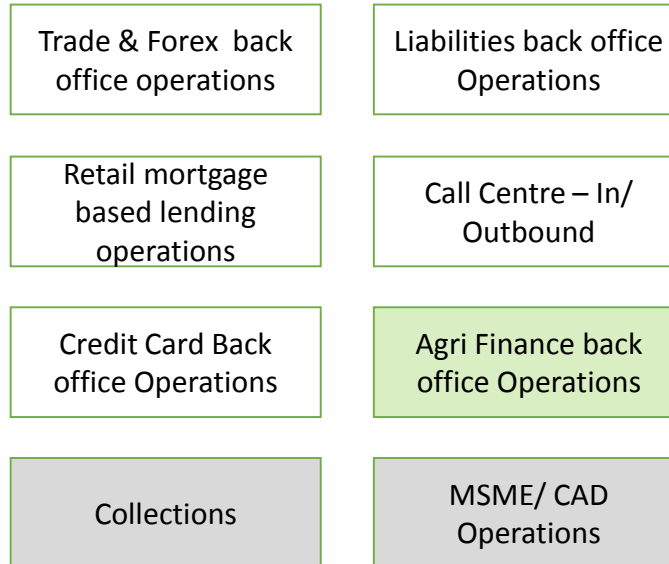 Trade & Forex back
office operations
Liabilities back office
Operations
Retail mortgage
based lending
operations
Call Centre – In/
Outbound
Credit Card Back
office Operations
Agri Finance back
office Operations
Collections
MSME/ CAD
Operations